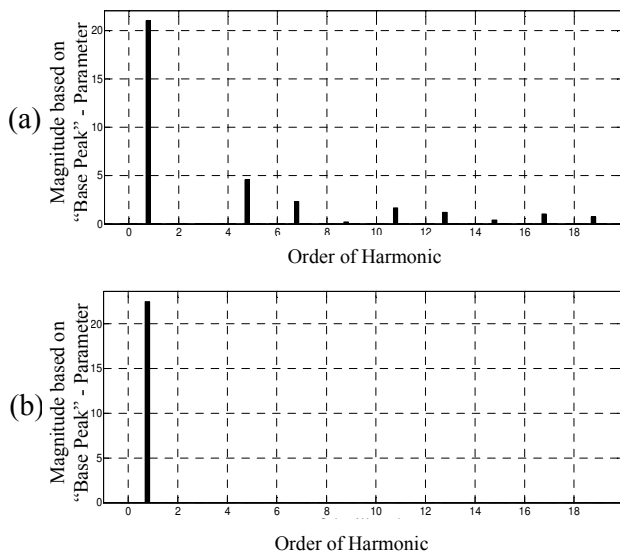 (a)
Magnitude based on
“Base Peak” - Parameter
20
15
10
5
0
0 2 4 6 8 10 12 14 16 18
Order of Harmonic
(b)
Magnitude based on
“Base Peak” - Parameter
20
15
10
5
0
0 2 4 6 8 10 12 14 16 18
Order of Harmonic